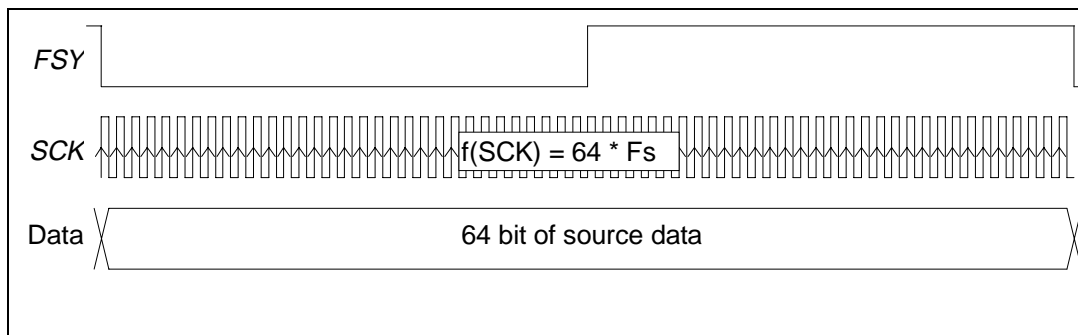 FSY
SCK
f(SCK) = 64 * Fs
Data
64 bit of source data